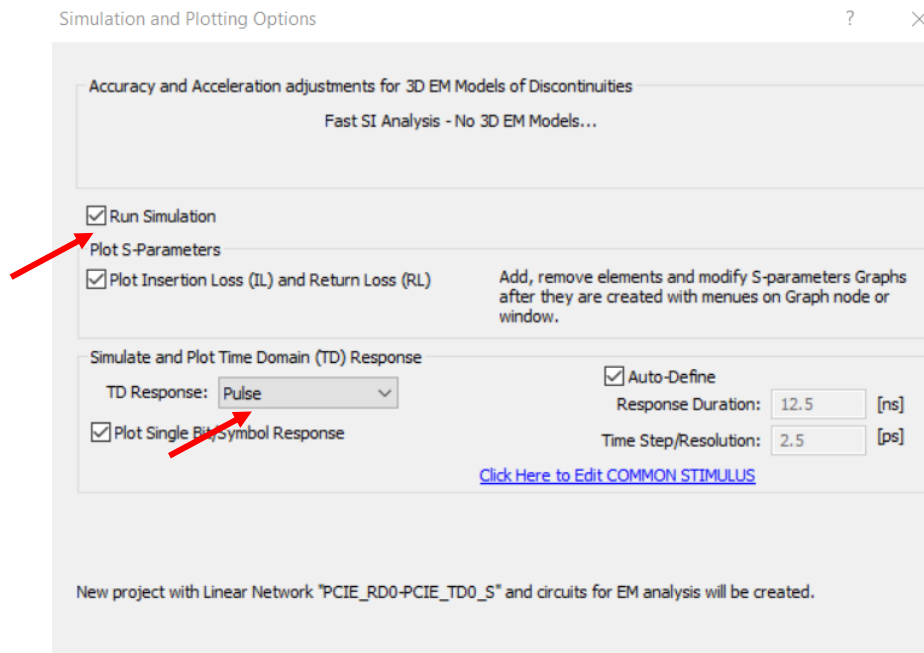 Simulation and Plotting Options
?
Accuracy and Acceleration adjustments for 3D EM Models of Discontinuities
Fast SI Analysis - No 3D EM Models...
Run Simulation
Plot S-Parameters
Plot Insertion Loss (IL) and Return Loss (RL)
Add, remove elements and modify S-parameters Graphs
after they are created with menues on Graph node or
window.
Simulate and Plot Time Domain (TD) Response
TD Response: Pulse
Auto-Define
Response Duration: 12.5 [ns]
Plot Single Bit/Symbol Response
Time Step/Resolution: 2.5 [ps]
Click Here to Edit COMMON STIMULUS
New project with Linear Network "PCIE_RD0-PCIE_TD0_S" and circuits for EM analysis will be created.